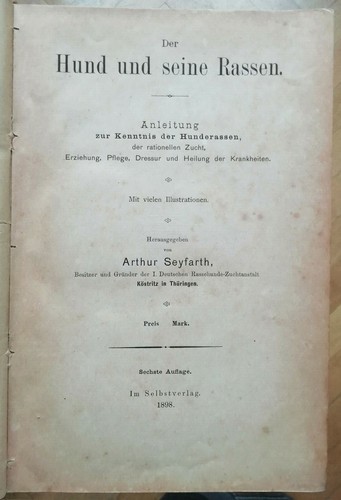 Der
Hund und seine Rassen.
Anleitung
zur Kenntnis der Hunderassen,
der rationellen Zucht,
Erziehung, Pflege, Dressur und Heilung der Krankheiten.
Mit vielen Illustrationen.
Herausgegeben
von
Arthur Seyfarth,
Besitzer und Gründer der I. Deutschen Rassehunde-Zuchtanstalt
Köstritz in Thüringen.
Preis Mark.
Sechste Auflage.
Im Selbstverlag.
1898.